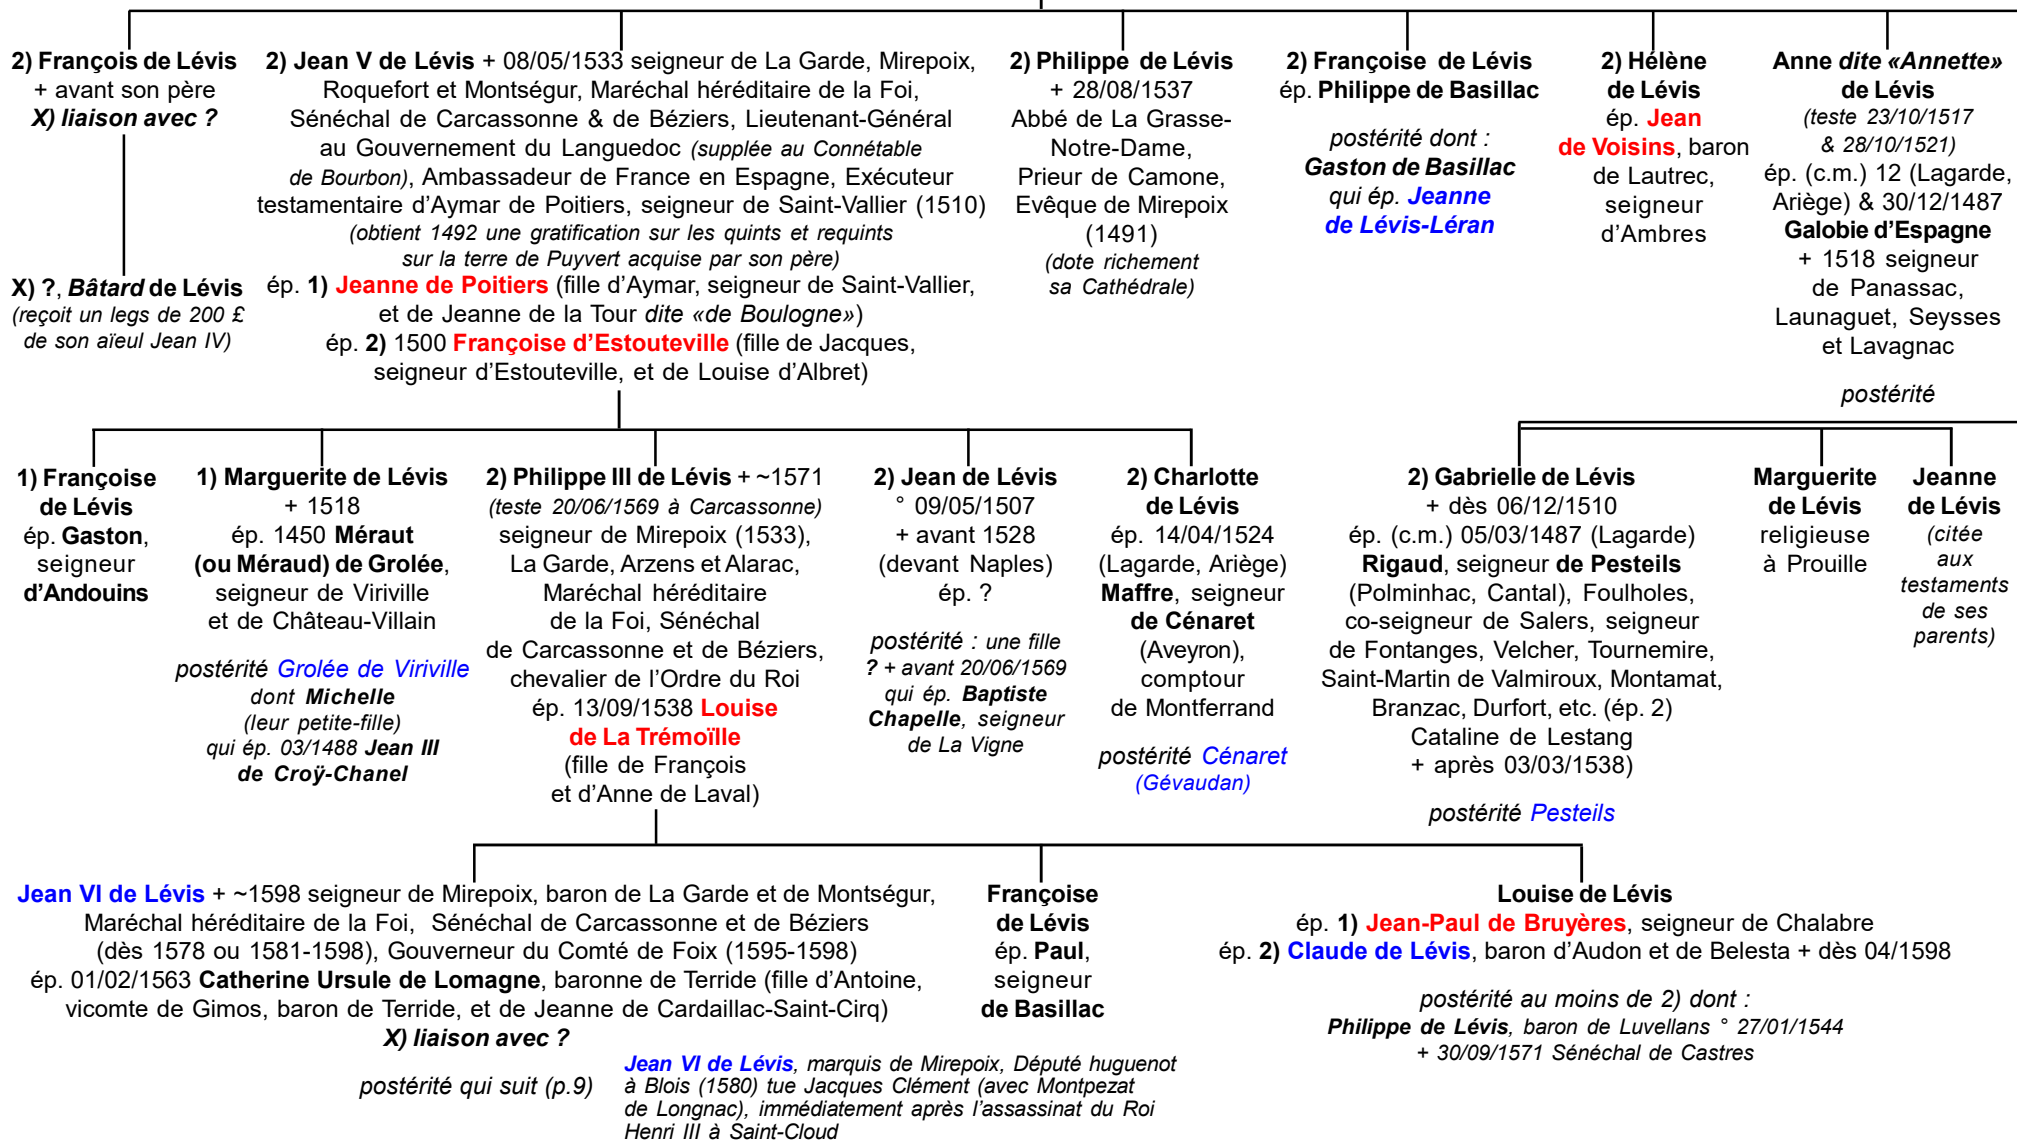 2) François de Lévis
+ avant son père
X) liaison avec ?
X) ?, Bâtard de Lévis
(reçoit un legs de 200 £
de son aïeul Jean IV)
2) Jean V de Lévis + 08/05/1533 seigneur de La Garde, Mirepoix,
Roquefort et Montségur, Maréchal héréditaire de la Foi,
Sénéchal de Carcassonne & de Béziers, Lieutenant-Général
au Gouvernement du Languedoc (supplée au Connétable
de Bourbon), Ambassadeur de France en Espagne, Exécuteur
testamentaire d'Aymar de Poitiers, seigneur de Saint-Vallier (1510)
(obtient 1492 une gratification sur les quints et requints
sur la terre de Puyvert acquise par son père)
ép. 1) Jeanne de Poitiers (fille d'Aymar, seigneur de Saint-Vallier,
et de Jeanne de la Tour dite «de Boulogne»)
ép. 2) 1500 Françoise d'Estouteville (fille de Jacques,
seigneur d'Estouteville, et de Louise d'Albret)
2) Philippe de Lévis
+ 28/08/1537
Abbé de La Grasse-
Notre-Dame,
Prieur de Camone,
Evêque de Mirepoix
(1491)
(dote richement
sa Cathédrale)
2) Françoise de Lévis
ép. Philippe de Basillac
postérité dont :
Gaston de Basillac
qui ép. Jeanne
de Lévis-Léran
2) Hélène
de Lévis
ép. Jean
de Voisins, baron
de Lautrec,
seigneur
d'Ambres
Anne dite «Annette»
de Lévis
(teste 23/10/1517
& 28/10/1521)
ép. (c.m.) 12 (Lagarde,
Ariège) & 30/12/1487
Galobie d'Espagne
+ 1518 seigneur
de Panassac,
Launaguet, Seysses
et Lavagnac
postérité
1) Françoise
de Lévis
ép. Gaston,
seigneur
d'Andouins
1) Marguerite de Lévis
+ 1518
ép. 1450 Méraut
(ou Méraud) de Grolée,
seigneur de Viriville
et de Château-Villain
postérité Grolée de Viriville
dont Michelle
(leur petite-fille)
qui ép. 03/1488 Jean III
de Croÿ-Chanel
2) Philippe III de Lévis + ~1571
(teste 20/06/1569 à Carcassonne)
seigneur de Mirepoix (1533),
La Garde, Arzens et Alarac,
Maréchal héréditaire
de la Foi, Sénéchal
de Carcassonne et de Béziers,
chevalier de l'Ordre du Roi
ép. 13/09/1538 Louise
de La Trémoïlle
(fille de François
et d'Anne de Laval)
2) Jean de Lévis
° 09/05/1507
+ avant 1528
(devant Naples)
ép. ?
postérité : une fille
? + avant 20/06/1569
qui ép. Baptiste
Chapelle, seigneur
de La Vigne
2) Charlotte
de Lévis
ép. 14/04/1524
(Lagarde, Ariège)
Maffre, seigneur
de Cénaret
(Aveyron),
comptour
de Montferrand
postérité Cénaret
(Gévaudan)
2) Gabrielle de Lévis
+ dès 06/12/1510
ép. (c.m.) 05/03/1487 (Lagarde)
Rigaud, seigneur de Pesteils
(Polminhac, Cantal), Foulholes,
co-seigneur de Salers, seigneur
de Fontanges, Velcher, Tournemire,
Saint-Martin de Valmiroux, Montamat,
Branzac, Durfort, etc. (ép. 2)
Cataline de Lestang
+ après 03/03/1538)
postérité Pesteils
Marguerite
de Lévis
religieuse
à Prouille
Jeanne
de Lévis
(citée
aux
testaments
de ses
parents)
Jean VI de Lévis + ~1598 seigneur de Mirepoix, baron de La Garde et de Montségur,
Maréchal héréditaire de la Foi, Sénéchal de Carcassonne et de Béziers
(dès 1578 ou 1581-1598), Gouverneur du Comté de Foix (1595-1598)
ép. 01/02/1563 Catherine Ursule de Lomagne, baronne de Terride (fille d'Antoine,
vicomte de Gimos, baron de Terride, et de Jeanne de Cardaillac-Saint-Cirq)
X) liaison avec ?
postérité qui suit (p.9)
Jean VI de Lévis, marquis de Mirepoix, Député huguenot
à Blois (1580) tue Jacques Clément (avec Montpezat
de Longnac), immédiatement après l'assassinat du Roi
Henri III à Saint-Cloud
Françoise
de Lévis
ép. Paul,
seigneur
de Basillac
Louise de Lévis
ép. 1) Jean-Paul de Bruyères, seigneur de Chalabre
ép. 2) Claude de Lévis, baron d'Audon et de Belesta + dès 04/1598
postérité au moins de 2) dont :
Philippe de Lévis, baron de Luvellans ° 27/01/1544
+ 30/09/1571 Sénéchal de Castres